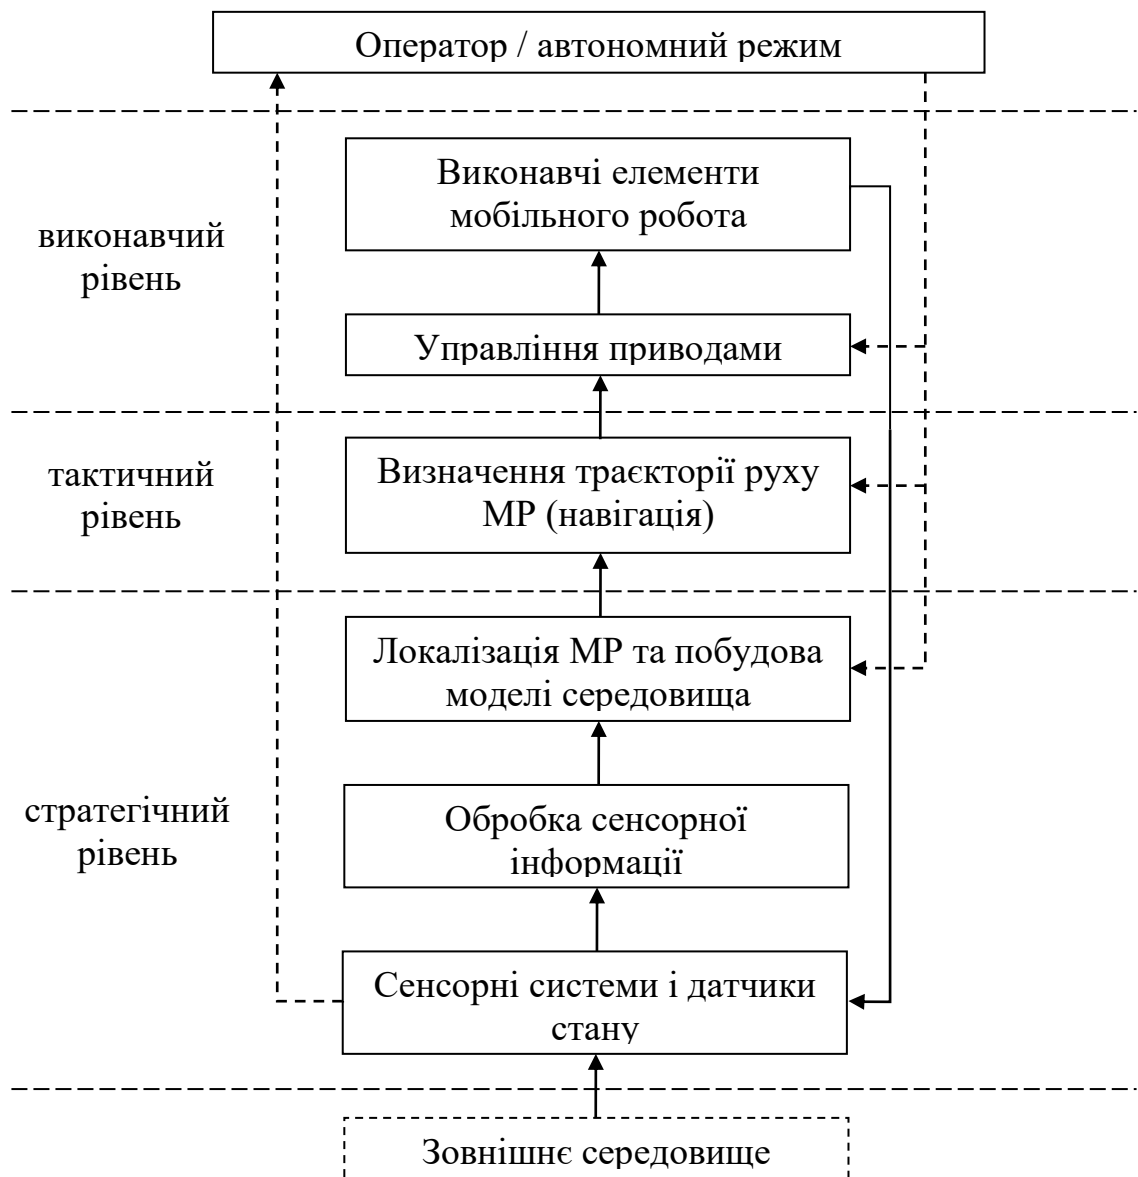 Оператор / автономний режим
виконавчий
рівень
Виконавчі елементи
мобільного робота
Управління приводами
тактичний
рівень
Визначення траєкторії руху
МР (навігація)
стратегічний
рівень
Локалізація МР та побудова
моделі середовища
Обробка сенсорної
інформації
Сенсорні системи і датчики
стану
Зовнішнє середовище